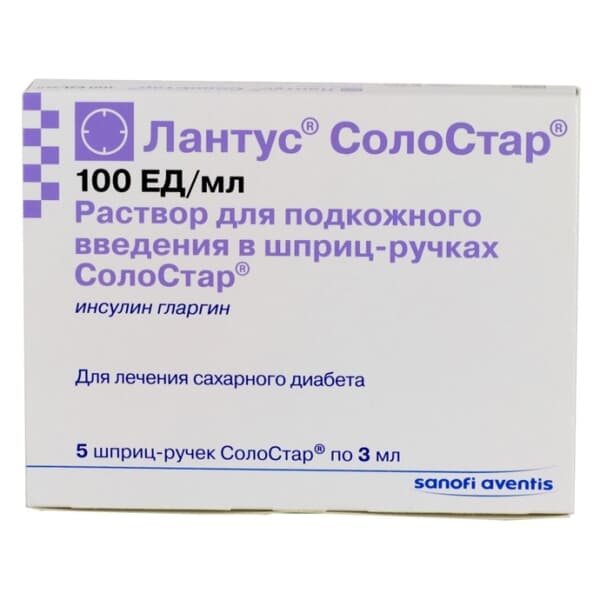 Лантус® СолоСтар®
100 ЕД/мл
Раствор для подкожного
введения в шприц-ручках
СолоСтар®
инсулин гларгин
Для лечения сахарного диабета
5 шприц-ручек СолоСтар® по 3 мл
sanofi aventis